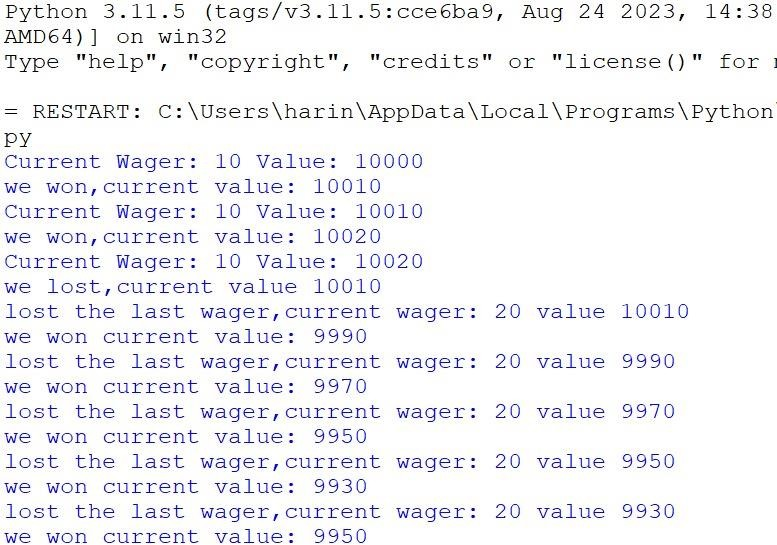 Python 3.11.5 (tags/v3.11.5:cce6ba9, Aug 24 2023, 14:38
AMD64)] on win32
Type "help", "copyright", "credits" or "license()" for
= RESTART: C:\Users\harin\AppData\Local\Programs\Python\
py
Current Wager: 10 Value: 10000
we won,current value: 10010
Current Wager: 10 Value: 10010
we won,current value: 10020
Current Wager: 10 Value: 10020
we lost,current value 10010
lost the last wager,current wager: 20 value 10010
we won current value: 9990
lost the last wager,current wager: 20 value 9990
we won current value: 9970
lost the last wager,current wager: 20 value 9970
we won current value: 9950
lost the last wager,current wager: 20 value 9950
we won current value: 9930
lost the last wager,current wager: 20 value 9930
we won current value: 9950